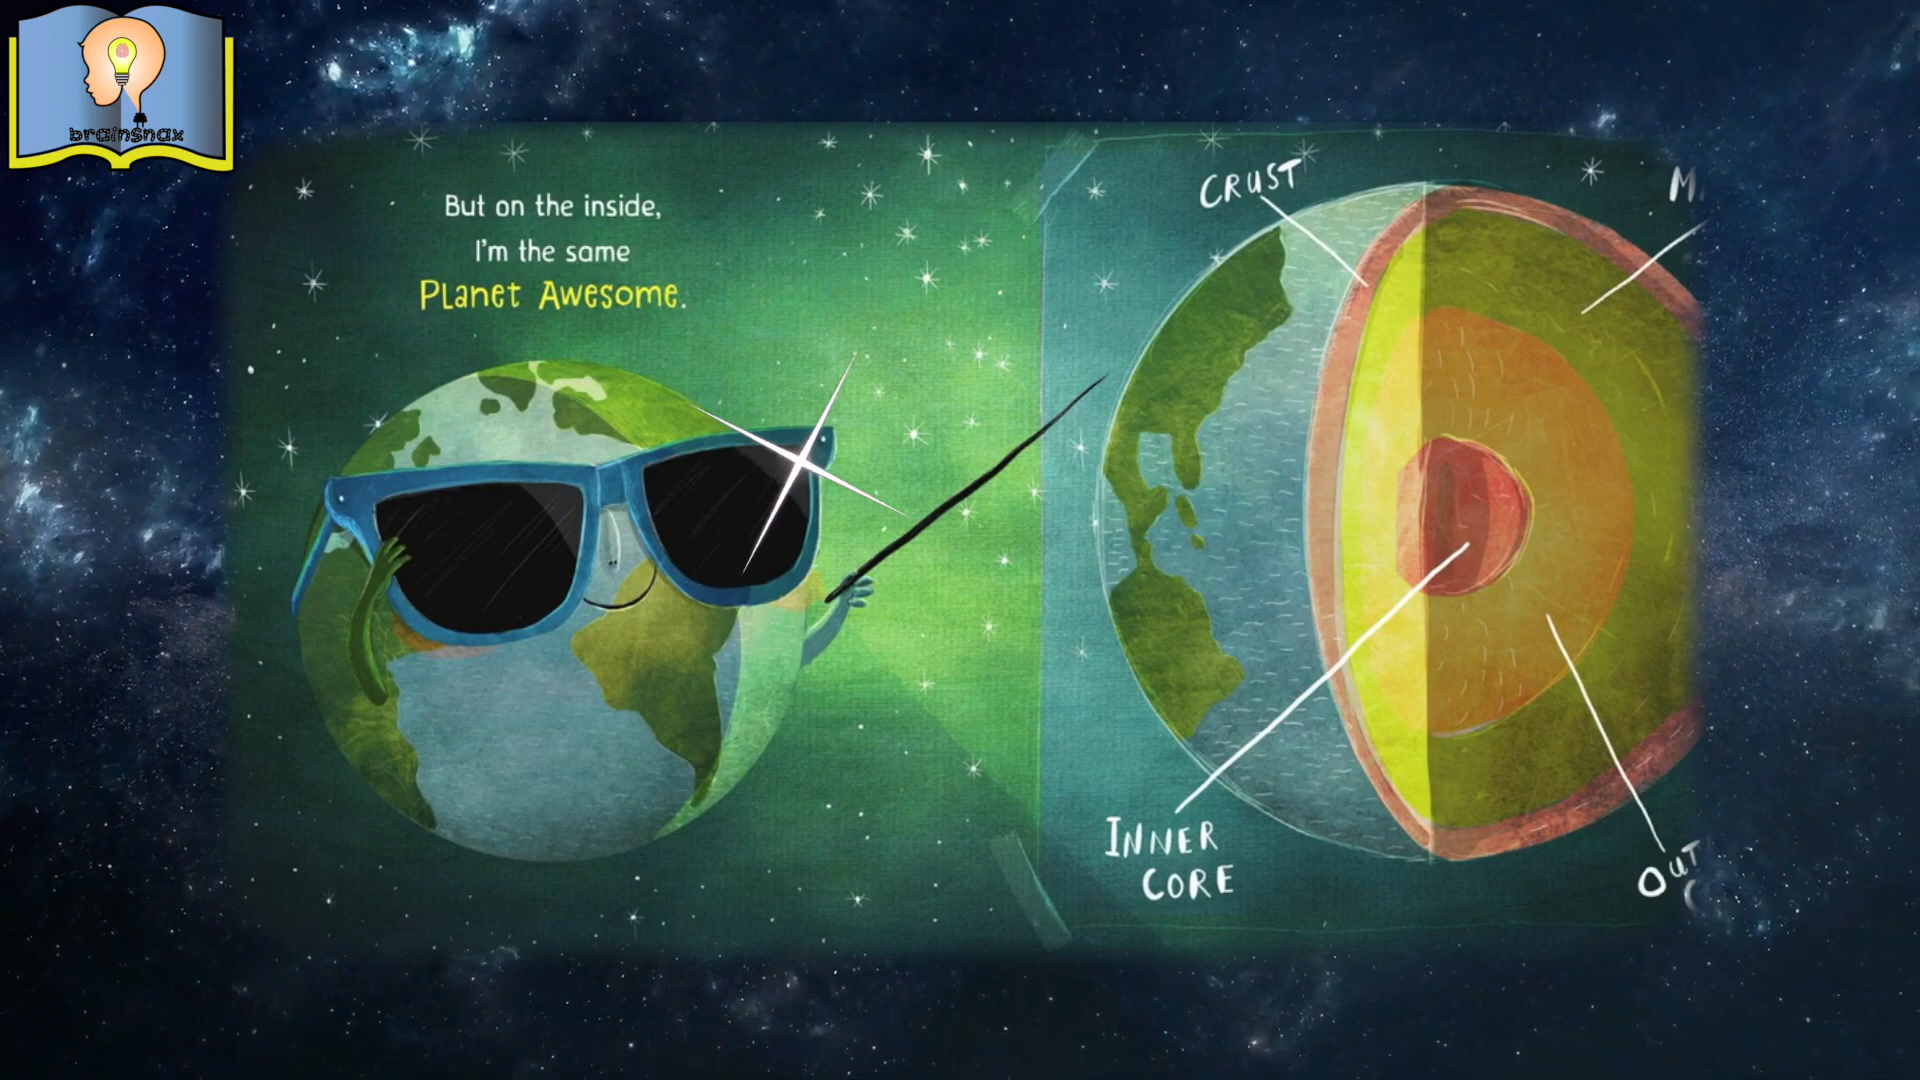 brainsnax
But on the inside,
I'm the same
Planet Awesome.
CRUST
INNER
CORE